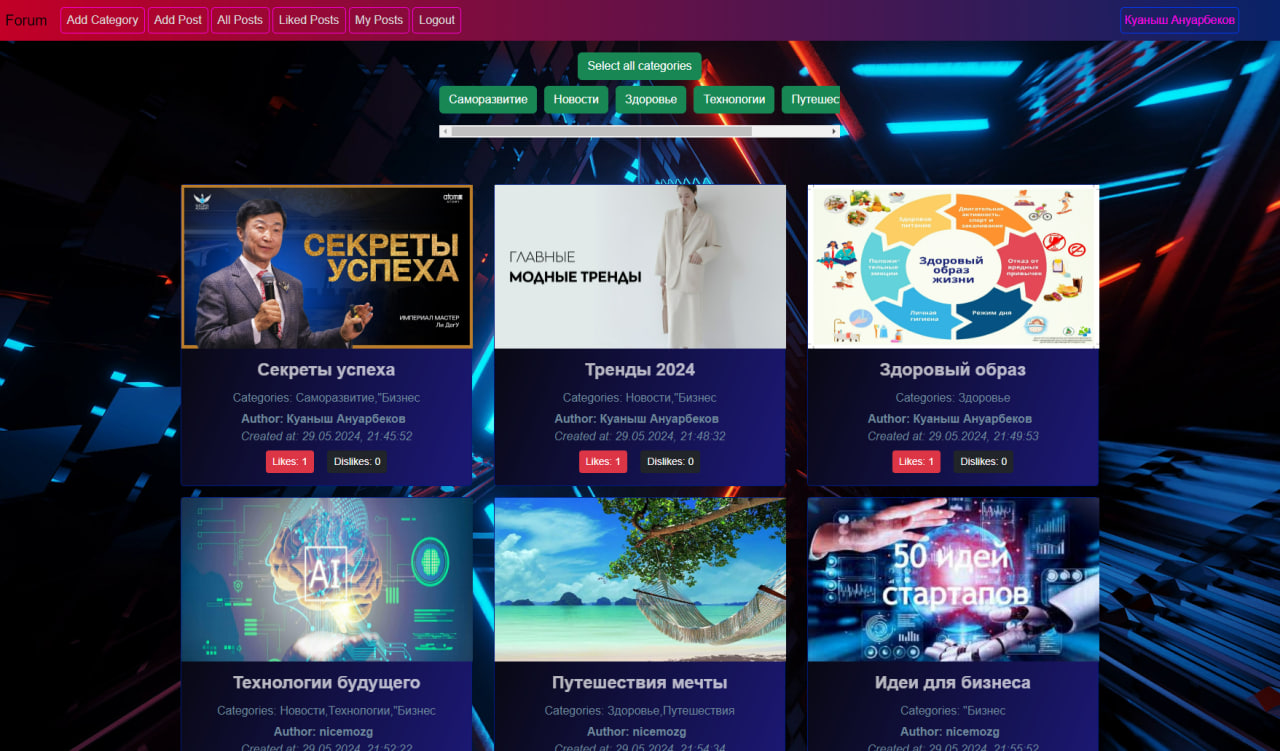 Forum Add Category Add Post All Posts Liked Posts My Posts Logout Куаныш Ануарбеков
Select all categories
Саморазвитие Новости Здоровье Технологии Путешес
atomы
СЕКРЕТЫ
УСПЕХА
ИМПЕРИАЛ МАСТЕР
Ли ДогУ
Секреты успеха
Categories: Саморазвитие,"Бизнес
Author: Куаныш Ануарбеков
Created at: 29.05.2024, 21:45:52
Likes: 1 Dislikes: 0
ГЛАВНЫЕ
МОДНЫЕ ТРЕНДЫ
Тренды 2024
Categories: Новости,"Бизнес
Author: Куаныш Ануарбеков
Created at: 29.05.2024, 21:48:32
Likes: 1 Dislikes: 0
Здоровое
питание
Двигательная
активность,
спорт и
закаливание
Положи-
тельные
эмоции
Здоровый
образ
жизни
Отказ от
вредных
привычек
Личная
гигиена
Режим дня
Здоровый образ
Categories: Здоровье
Author: Куаныш Ануарбеков
Created at: 29.05.2024, 21:49:53
Likes: 1 Dislikes: 0
AI
Технологии будущего
Categories: Новости,Технологии,"Бизнес
Author: nicemozg
Created at: 29.05.2024, 21:52:22
Путешествия мечты
Categories: Здоровье,Путешествия
Author: nicemozg
Created at: 29.05.2024, 21:54:34
50 идей
стартапов
Идеи для бизнеса
Categories: "Бизнес
Author: nicemozg
Created at: 29.05.2024, 21:55:52